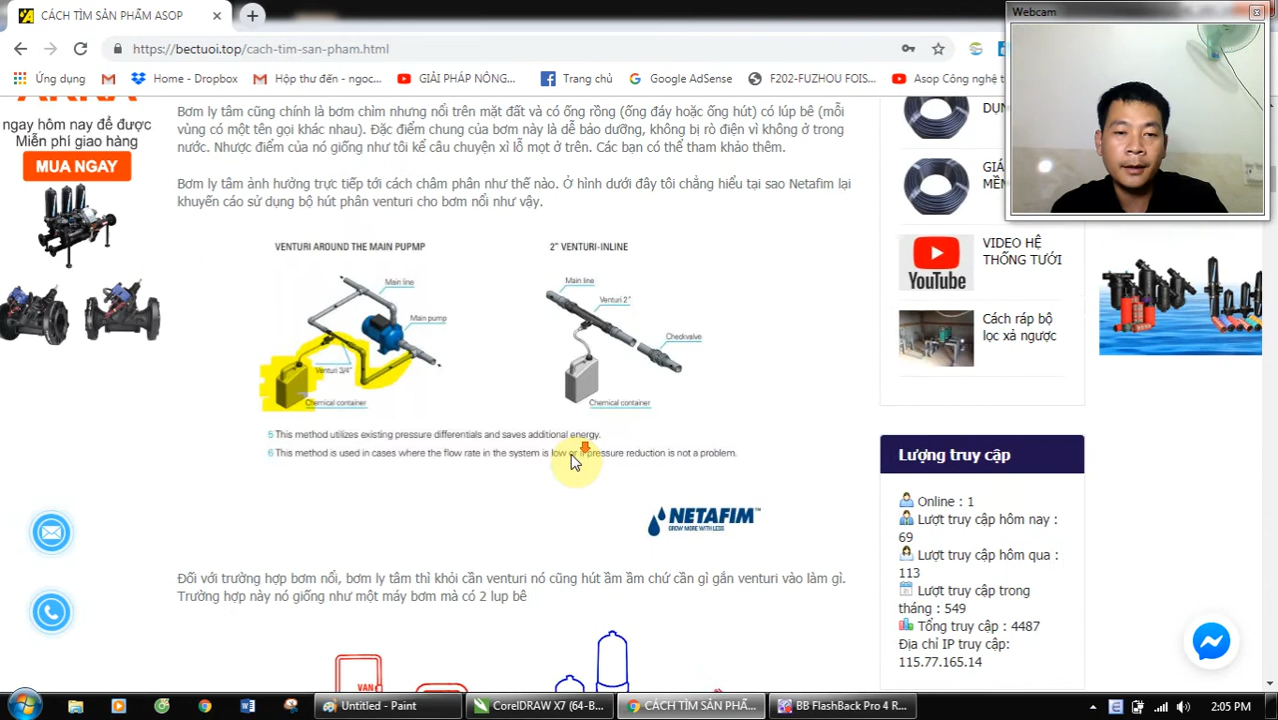 CÁCH TÌM SẢN PHẨM ASOP
Webcam
https://bectuoi.top/cach-tim-san-pham.html
Ứng dụng
Home - Dropbox
Hộp thư đến - ngoc...
GIẢI PHÁP NÔNG...
Trang chủ
Google AdSense
F202-FUZHOU FOIS...
Asop Công nghệ t
ngay hôm nay để được
Miễn phí giao hàng
MUA NGAY
Bơm ly tâm cũng chính là bơm chìm nhưng nổi trên mặt đất và có ống rồng (ống đáy hoặc ống hút) có lúp bê (mỗi
vùng có một tên gọi khác nhau). Đặc điểm chung của bơm này là dễ bảo dưỡng, không bị rò điện vì không ở trong
nước. Nhược điểm của nó giống như tôi kể câu chuyện xì lỗ mọt ở trên. Các bạn có thể tham khảo thêm.
Bơm ly tâm ảnh hưởng trực tiếp tới cách châm phân như thế nào. Ở hình dưới đây tôi chẳng hiểu tại sao Netafim lại
khuyến cáo sử dụng bộ hút phân venturi cho bơm nổi như vậy.
VENTURI AROUND THE MAIN PUPMP
Main line
Main pump
Venturi 3/4"
Chemical container
2" VENTURI-INLINE
Main line
Venturi 2"
Checkvalve
Chemical container
5 This method utilizes existing pressure differentials and saves additional energy.
6 This method is used in cases where the flow rate in the system is low or if pressure reduction is not a problem.
NETAFIM™
GROW MORE WITH LESS
Đối với trường hợp bơm nổi, bơm ly tâm thì khỏi cần venturi nó cũng hút ầm ầm chứ cần gì gắn venturi vào làm gì.
Trường hợp này nó giống như một máy bơm mà có 2 lup bê
VAN
DỤN
GIÁ
MỀN
YouTube
VIDEO HỆ
THỐNG TƯỚI
Cách ráp bộ
lọc xả ngược
Lượng truy cập
Online : 1
Lượt truy cập hôm nay :
69
Lượt truy cập hôm qua :
113
Lượt truy cập trong
tháng : 549
Tổng truy cập : 4487
Địa chỉ IP truy cập:
115.77.165.14
Untitled - Paint
CorelDRAW X7 (64-B...
CÁCH TÌM SẢN PHẨ...
BB FlashBack Pro 4 R...
2:05 PM